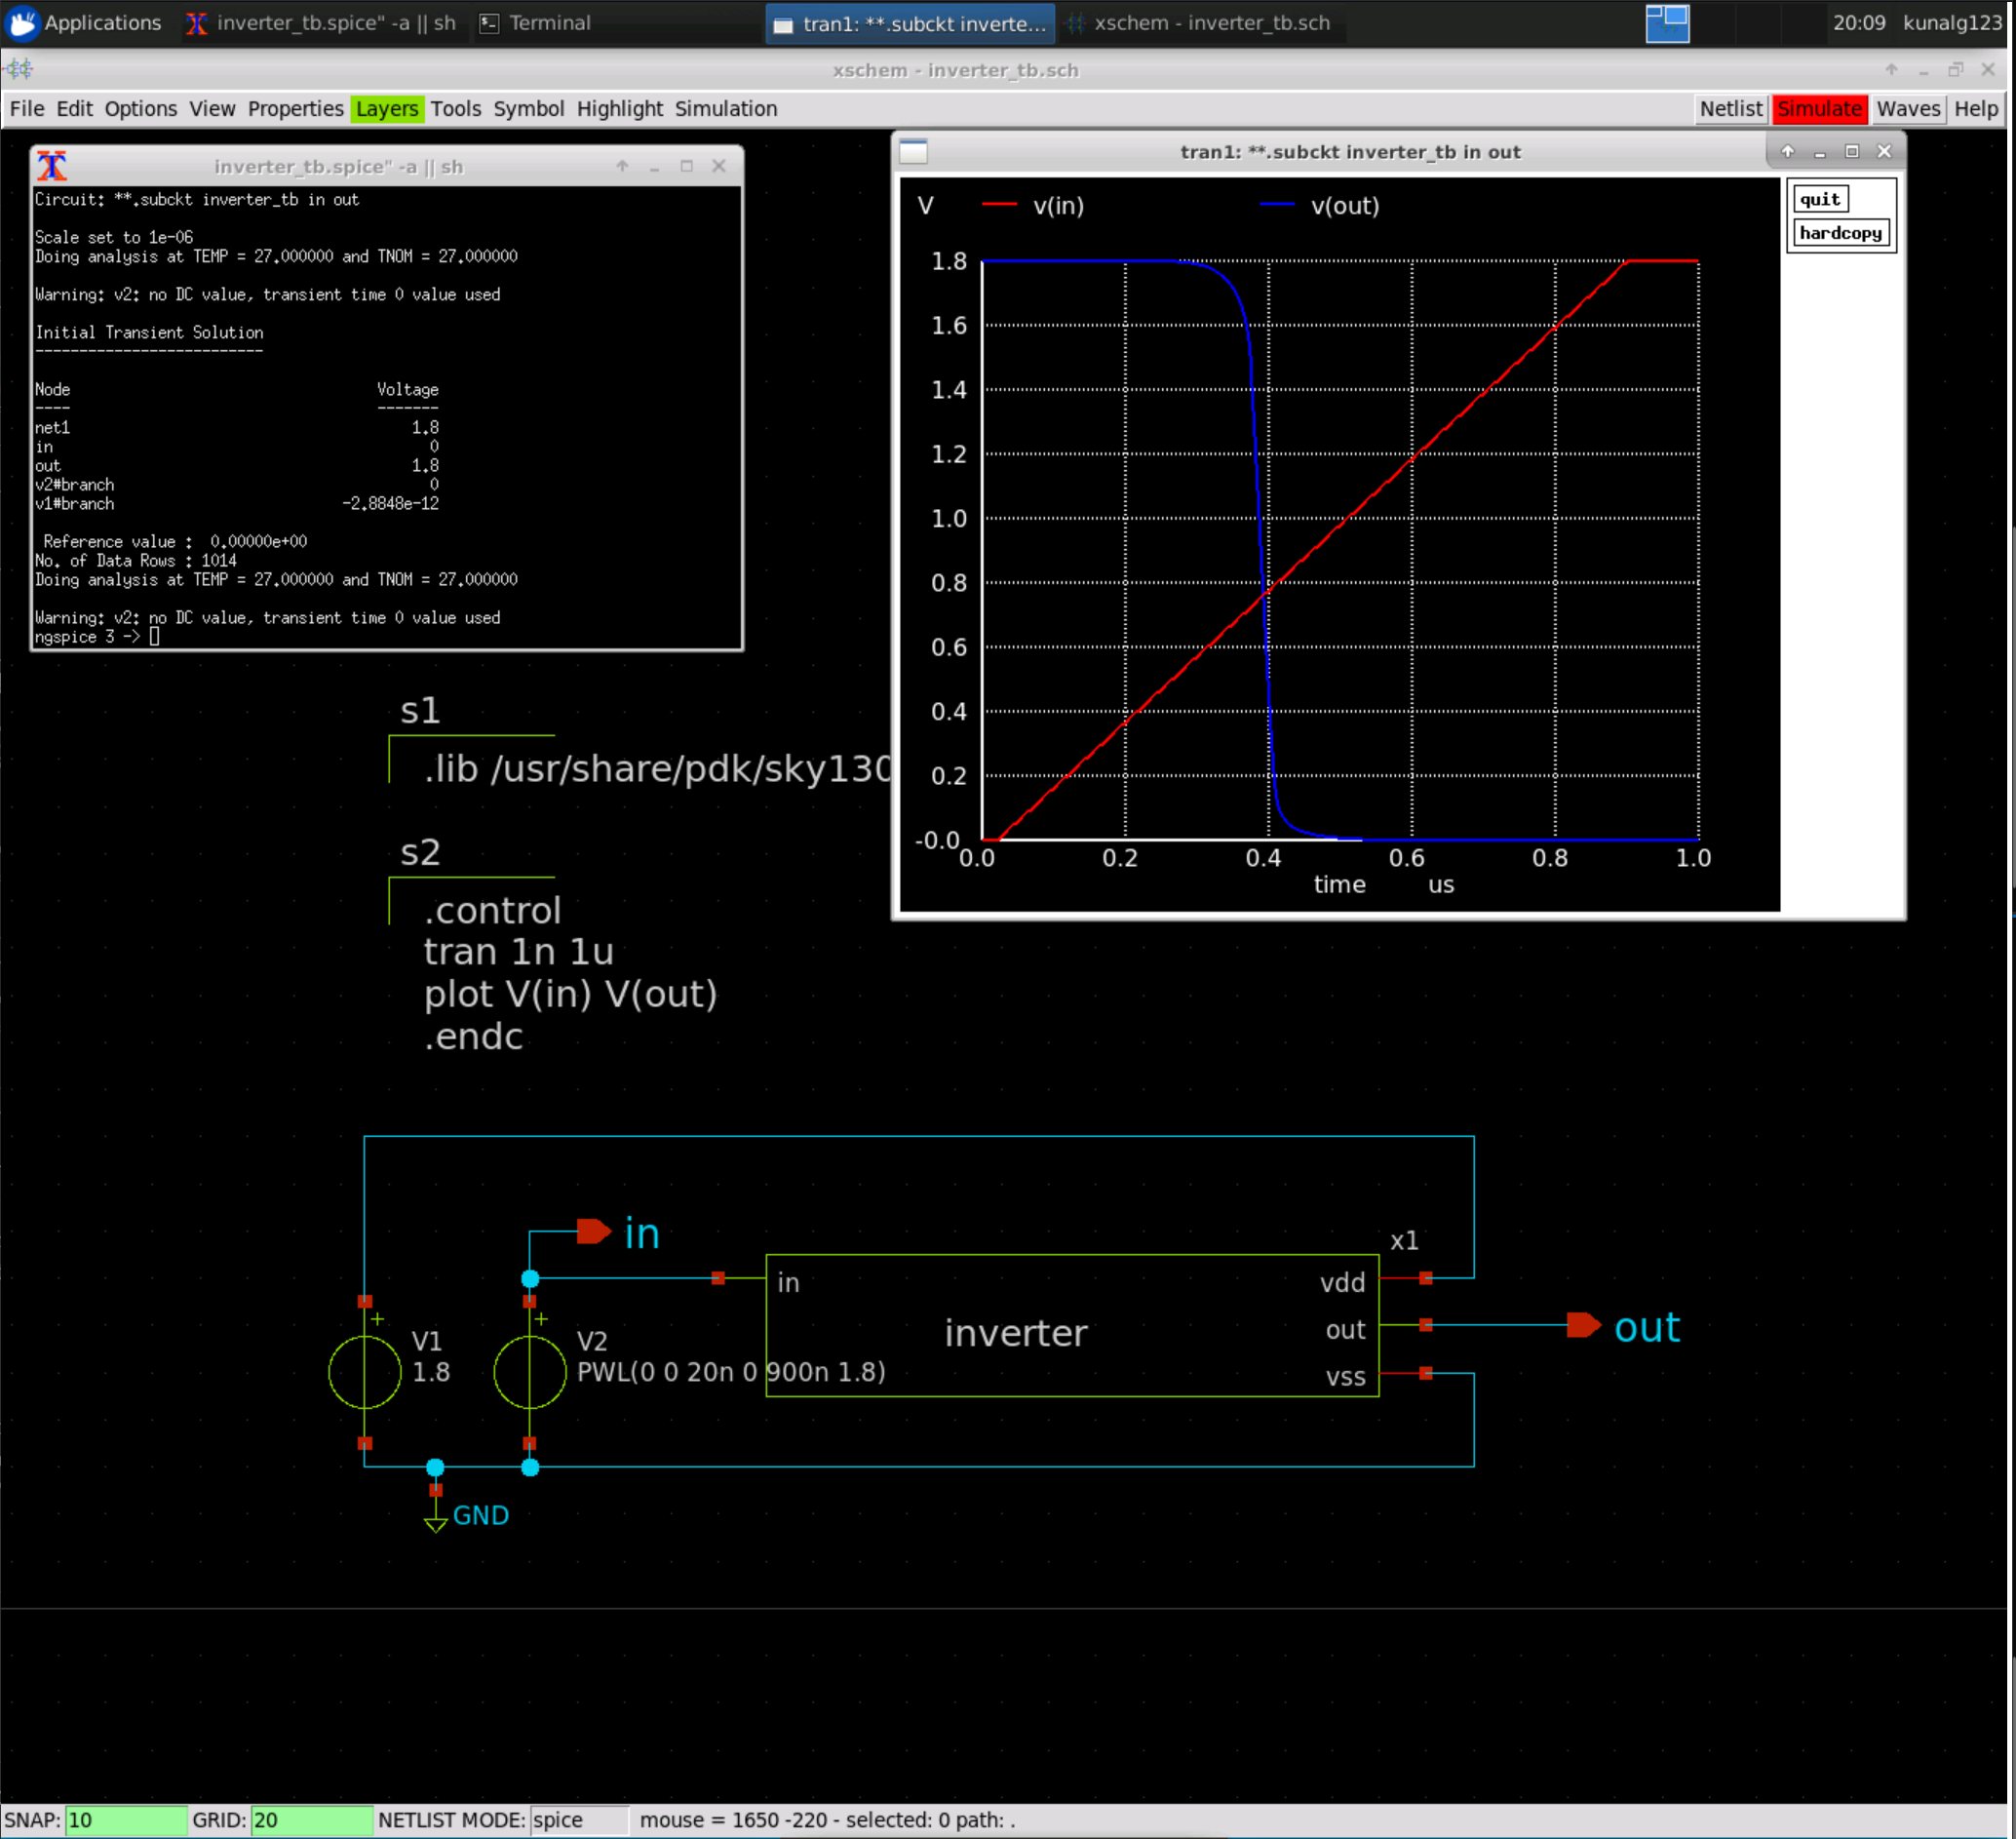 Applications inverter_tb.spice" -a || sh Terminal tran1: **.subckt inverte... xschem - inverter_tb.sch 20:09 kunalg123
xschem - inverter_tb.sch
File Edit Options View Properties Layers Tools Symbol Highlight Simulation Netlist Simulate Waves Help
inverter_tb.spice" -a || sh
Circuit: **.subckt inverter_tb in out
Scale set to 1e-06
Doing analysis at TEMP = 27.000000 and TNOM = 27.000000
Warning: v2: no DC value, transient time 0 value used
Initial Transient Solution
--------------------------
Node Voltage
---- -------
net1 1.8
in 0
out 1.8
v2#branch 0
v1#branch -2.8848e-12
Reference value : 0.00000e+00
No. of Data Rows : 1014
Doing analysis at TEMP = 27.000000 and TNOM = 27.000000
Warning: v2: no DC value, transient time 0 value used
ngspice 3 ->
tran1: **.subckt inverter_tb in out
quit
hardcopy
V v(in) v(out)
1.8
1.6
1.4
1.2
1.0
0.8
0.6
0.4
0.2
-0.0
0.0 0.2 0.4 0.6 0.8 1.0
time us
s1
.lib /usr/share/pdk/sky130
s2
.control
tran 1n 1u
plot V(in) V(out)
.endc
in
x1
in
vdd
inverter
out
out
vss
V1
1.8
V2
PWL(0 0 20n 0 900n 1.8)
GND
SNAP: 10 GRID: 20 NETLIST MODE: spice mouse = 1650 -220 - selected: 0 path: .